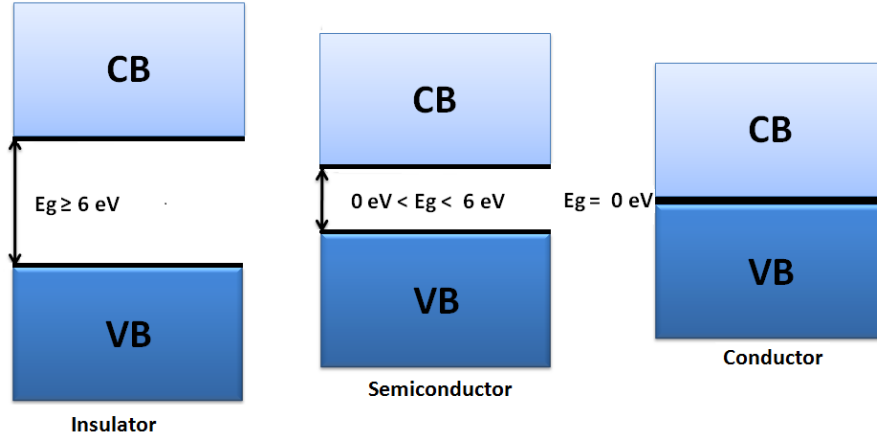 CB
Eg ≥ 6 eV
VB
Insulator
CB
0 eV < Eg < 6 eV
VB
Semiconductor
CB
Eg = 0 eV
VB
Conductor